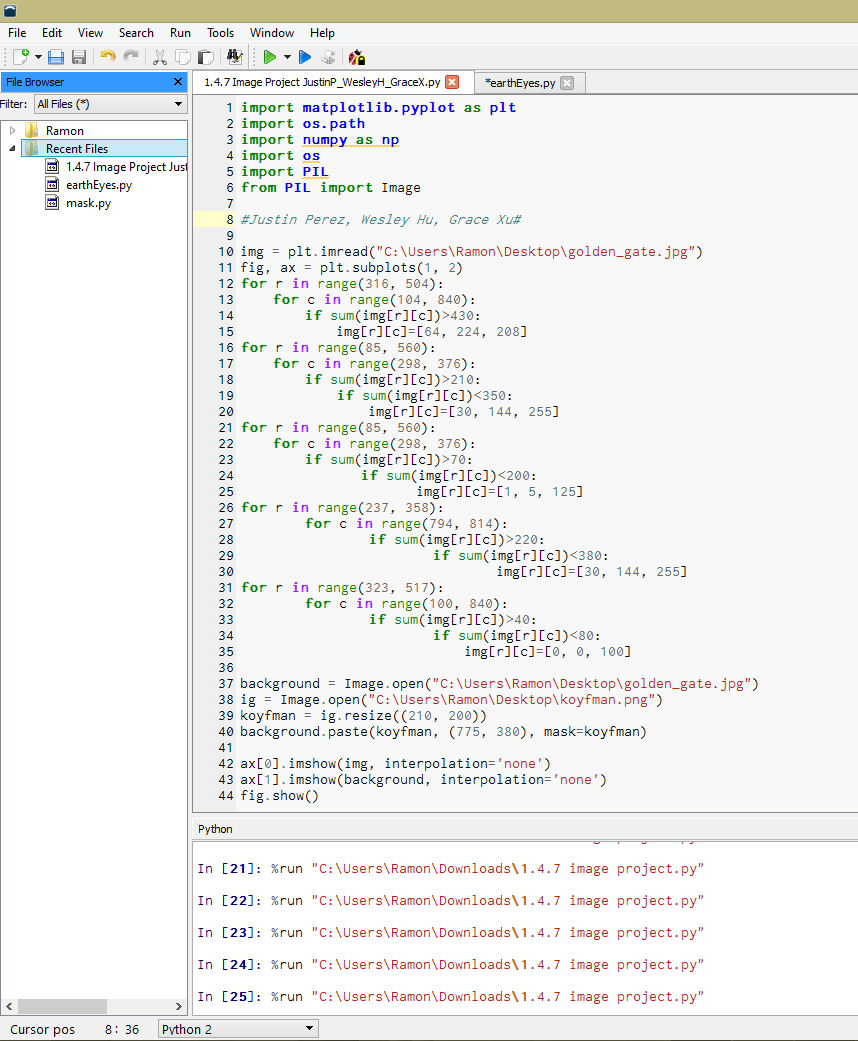 File Edit View Search Run Tools Window Help
File Browser
Filter: All Files (*)
Ramon
Recent Files
1.4.7 Image Project Just
earthEyes.py
mask.py
1.4.7 Image Project JustinP_WesleyH_GraceX.py *earthEyes.py
1 import matplotlib.pyplot as plt
2 import os.path
3 import numpy as np
4 import os
5 import PIL
6 from PIL import Image
7
8 #Justin Perez, Wesley Hu, Grace Xu#
9
10 img = plt.imread("C:\Users\Ramon\Desktop\golden_gate.jpg")
11 fig, ax = plt.subplots(1, 2)
12 for r in range(316, 504):
13     for c in range(104, 840):
14         if sum(img[r][c])>430:
15             img[r][c]=[64, 224, 208]
16 for r in range(85, 560):
17     for c in range(298, 376):
18         if sum(img[r][c])>210:
19             if sum(img[r][c])<350:
20                 img[r][c]=[30, 144, 255]
21 for r in range(85, 560):
22     for c in range(298, 376):
23         if sum(img[r][c])>70:
24                if sum(img[r][c])<200:
25                       img[r][c]=[1, 5, 125]
26 for r in range(237, 358):
27         for c in range(794, 814):
28                 if sum(img[r][c])>220:
29                         if sum(img[r][c])<380:
30                                 img[r][c]=[30, 144, 255]
31 for r in range(323, 517):
32         for c in range(100, 840):
33                 if sum(img[r][c])>40:
34                         if sum(img[r][c])<80:
35                             img[r][c]=[0, 0, 100]
36
37 background = Image.open("C:\Users\Ramon\Desktop\golden_gate.jpg")
38 ig = Image.open("C:\Users\Ramon\Desktop\koyfman.png")
39 koyfman = ig.resize((210, 200))
40 background.paste(koyfman, (775, 380), mask=koyfman)
41
42 ax[0].imshow(img, interpolation='none')
43 ax[1].imshow(background, interpolation='none')
44 fig.show()
Python
In [21]: %run "C:\Users\Ramon\Downloads\1.4.7 image project.py"
In [22]: %run "C:\Users\Ramon\Downloads\1.4.7 image project.py"
In [23]: %run "C:\Users\Ramon\Downloads\1.4.7 image project.py"
In [24]: %run "C:\Users\Ramon\Downloads\1.4.7 image project.py"
In [25]: %run "C:\Users\Ramon\Downloads\1.4.7 image project.py"
Cursor pos 8: 36 Python 2